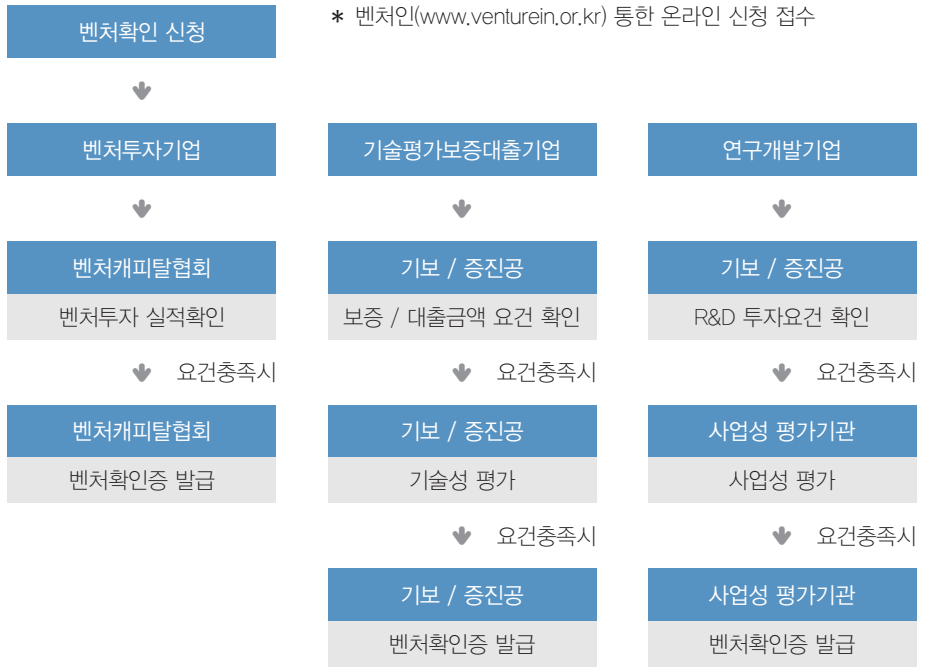 벤처확인 신청
* 벤처인(www.venturein.or.kr) 통한 온라인 신청 접수
벤처투자기업
기술평가보증대출기업
연구개발기업
벤처캐피탈협회
기보 / 증진공
기보 / 증진공
벤처투자 실적확인
보증 / 대출금액 요건 확인
R&D 투자요건 확인
요건충족시
요건충족시
요건충족시
벤처캐피탈협회
기보 / 증진공
사업성 평가기관
벤처확인증 발급
기술성 평가
사업성 평가
요건충족시
요건충족시
기보 / 증진공
사업성 평가기관
벤처확인증 발급
벤처확인증 발급